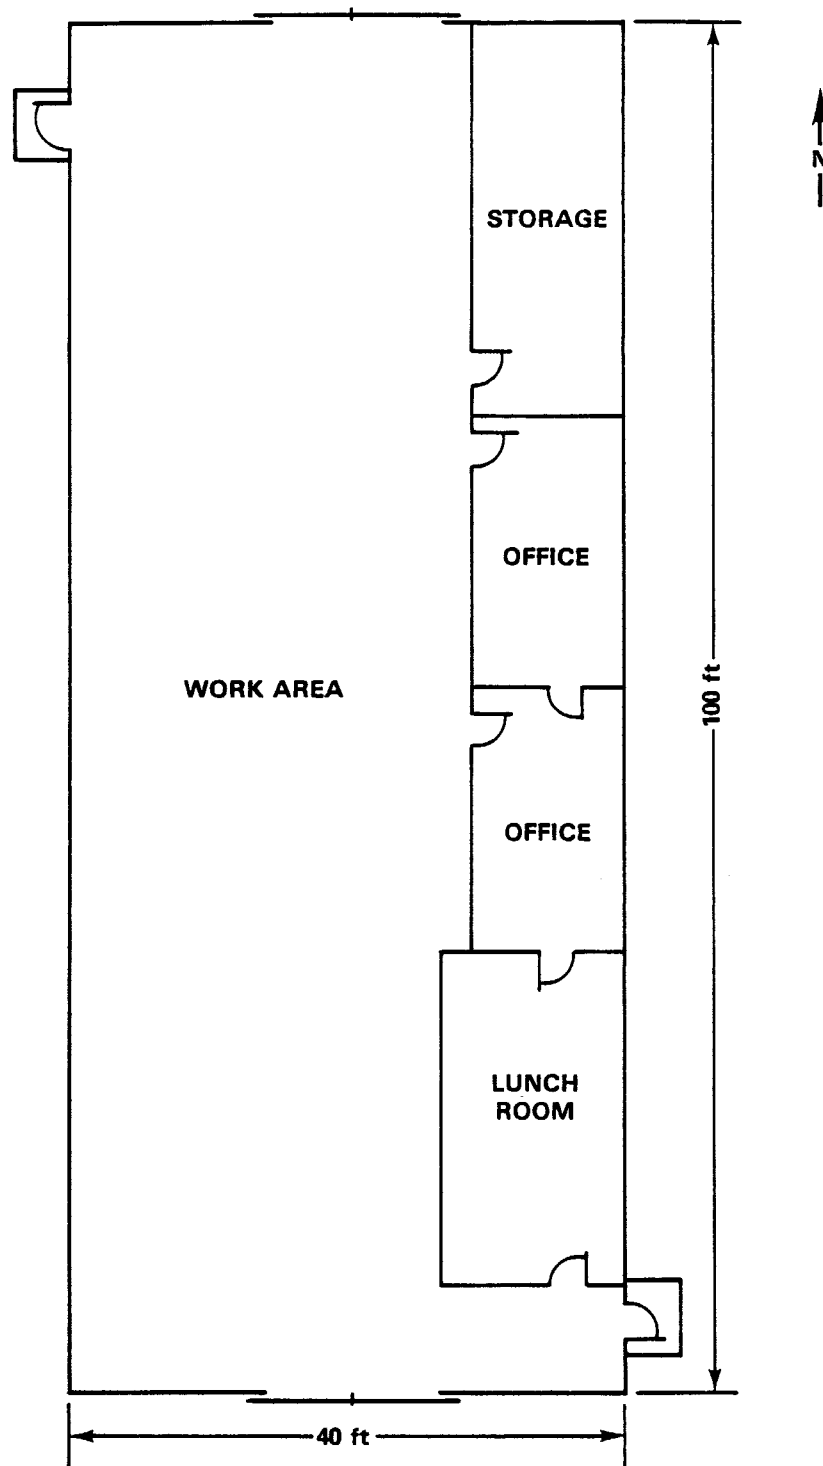 N
STORAGE
OFFICE
WORK AREA
100 ft
OFFICE
LUNCH
ROOM
40 ft